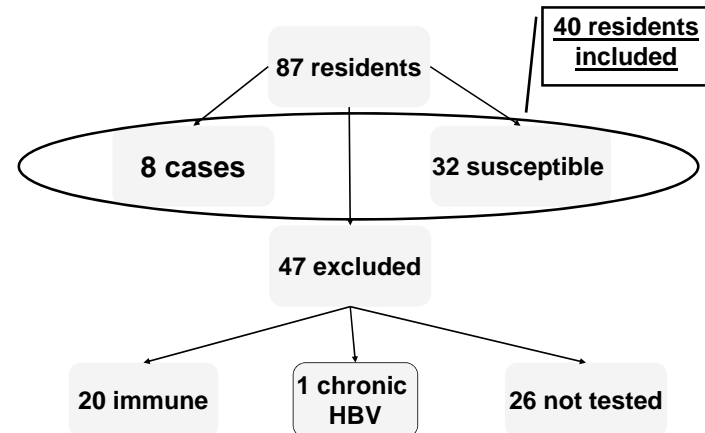 40 residents
included
87 residents
8 cases
32 susceptible
47 excluded
20 immune
1 chronic
HBV
26 not tested